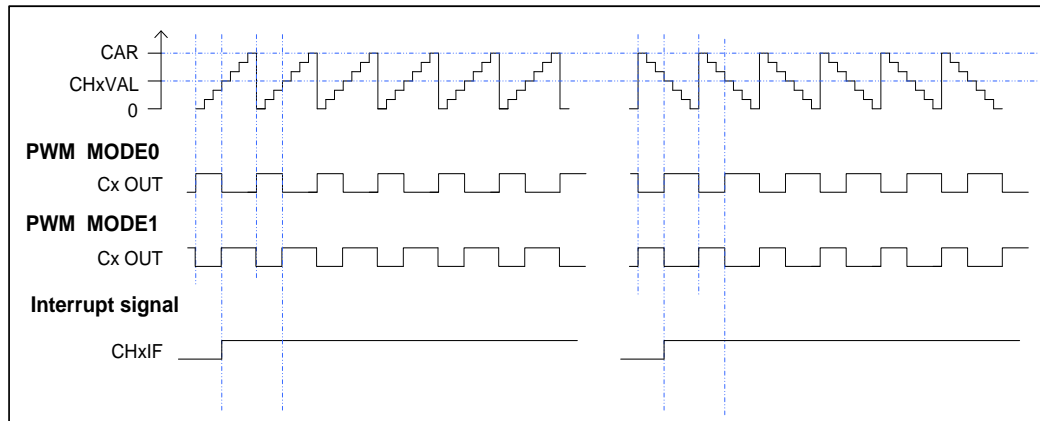 CAR
CHxVAL
0
PWM MODE0
Cx OUT
PWM MODE1
Cx OUT
Interrupt signal
CHxIF